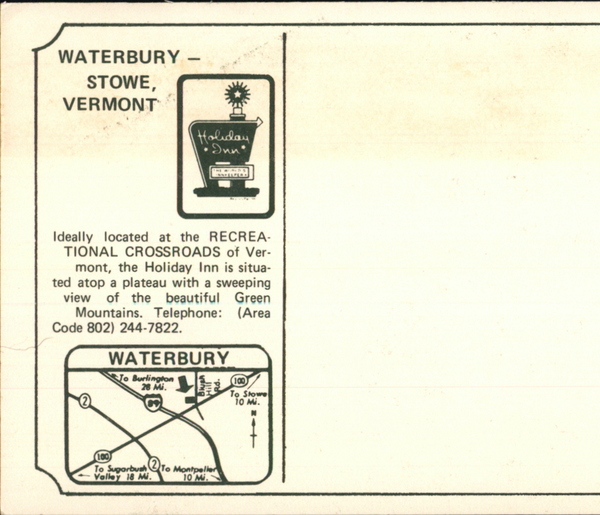 WATERBURY –
STOWE,
VERMONT
Holiday
Inn
Ideally located at the RECREA-
TIONAL CROSSROADS of Ver-
mont, the Holiday Inn is situa-
ted atop a plateau with a sweeping
view of the beautiful Green
Mountains. Telephone: (Area
Code 802) 244-7822.
WATERBURY
To Burlington
28 Mi.
Blush
Hill
Rd.
100
To Stowe
10 Mi.
89
2
N
100
2
To Sugarbush
Valley 18 Mi.
To Montpelier
10 Mi.